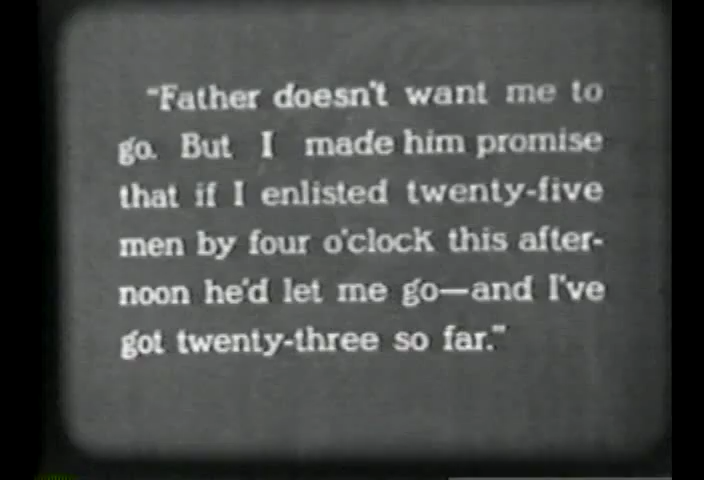 "Father doesn't want me to
go. But I made him promise
that if I enlisted twenty-five
men by four o'clock this after-
noon he'd let me go—and I've
got twenty-three so far."